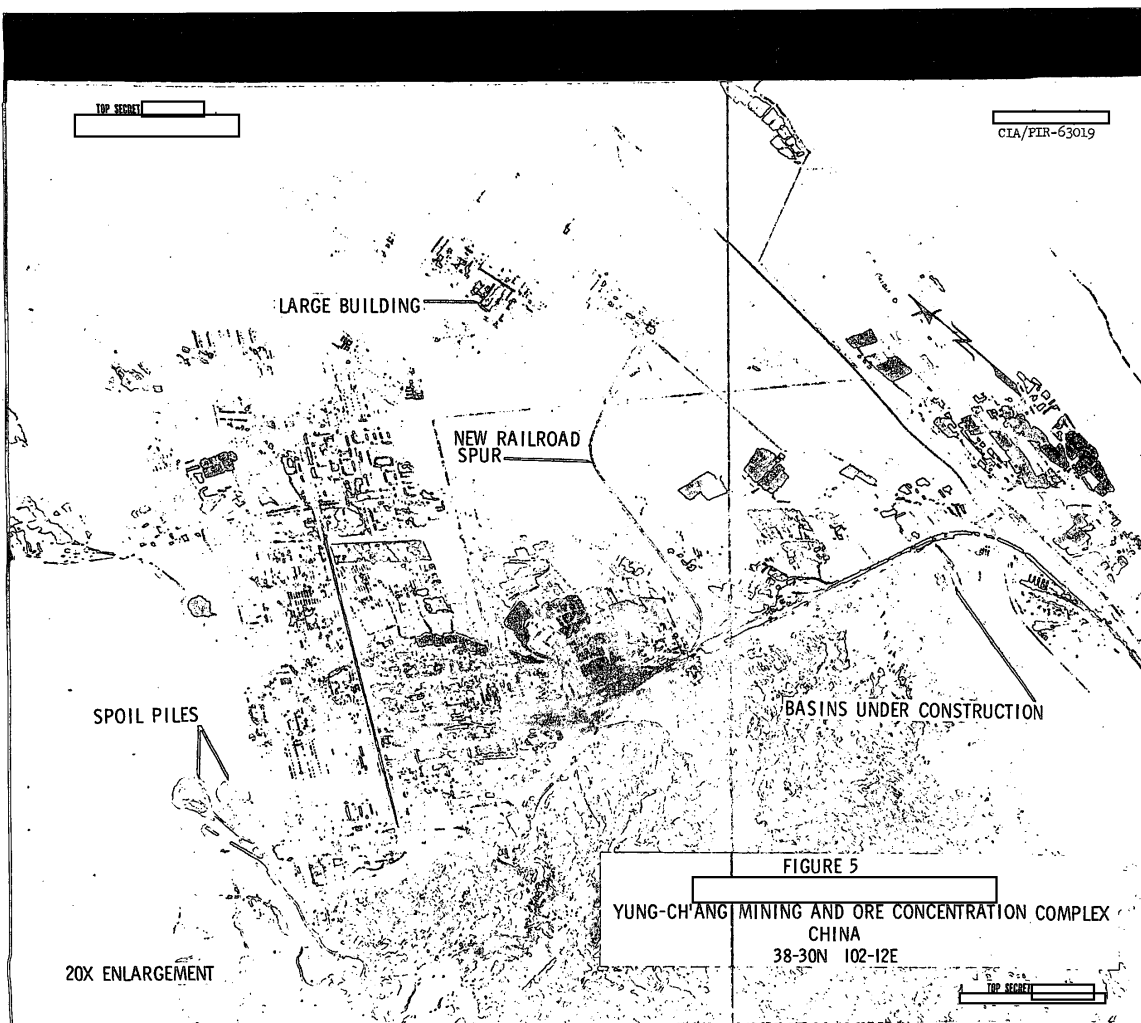 TOP SECRET
CIA/PIR-63019
LARGE BUILDING
NEW RAILROAD
SPUR
SPOIL PILES
BASINS UNDER CONSTRUCTION
FIGURE 5
YUNG-CH'ANG MINING AND ORE CONCENTRATION COMPLEX
CHINA
38-30N 102-12E
20X ENLARGEMENT
TOP SECRET